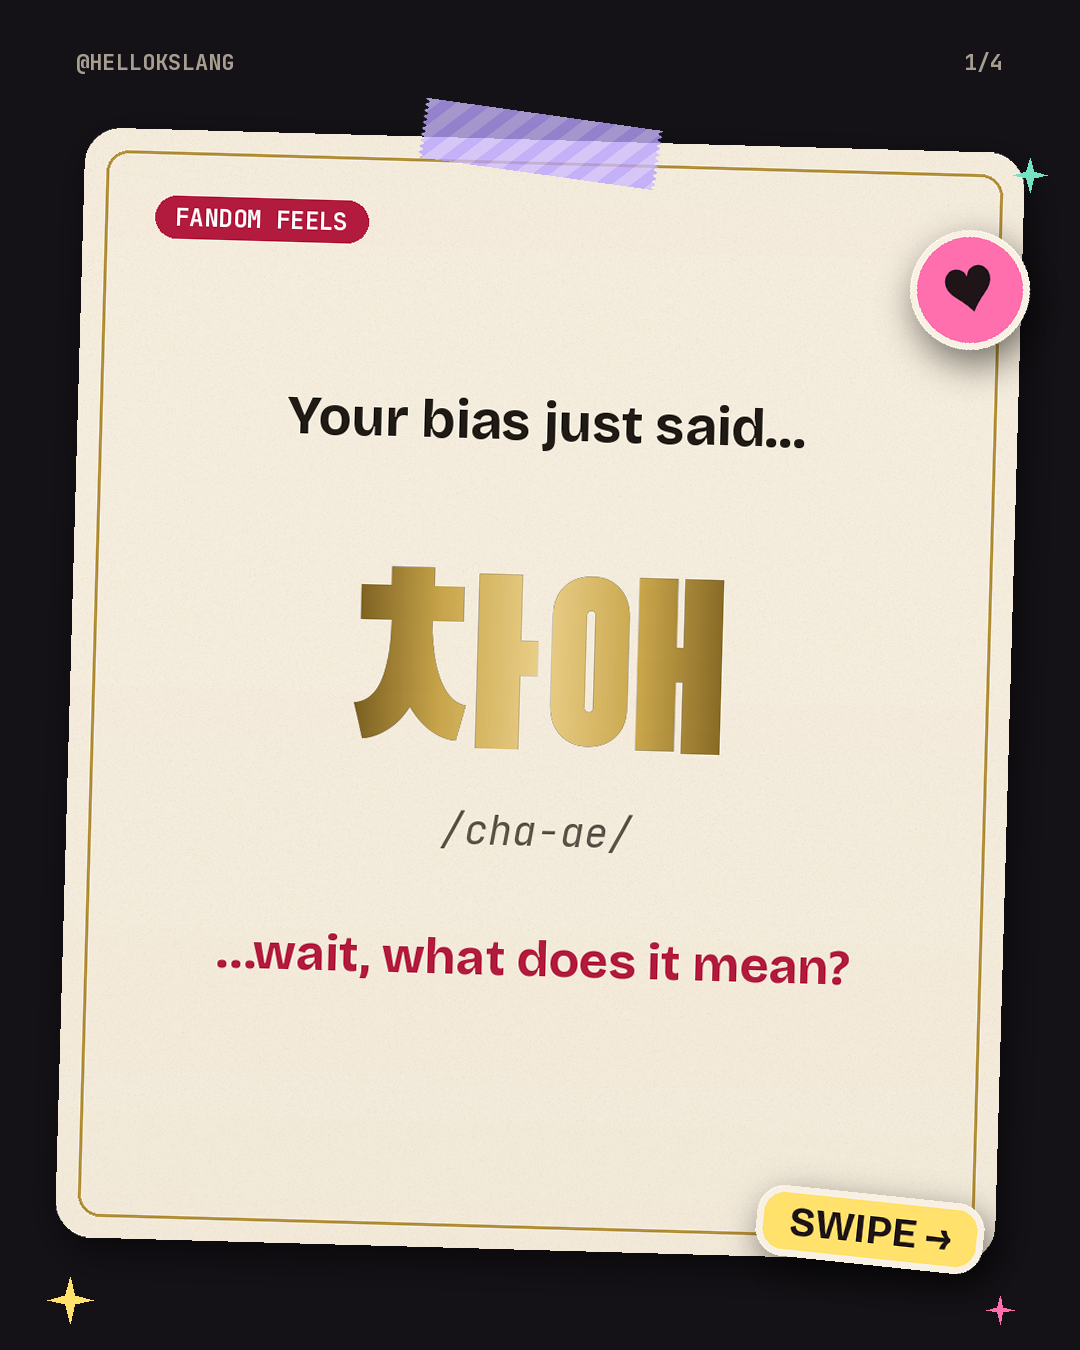 @HELLOKSLANG
1/4
FANDOM FEELS
Your bias just said...
차애
/cha-ae/
...wait, what does it mean?
SWIPE →